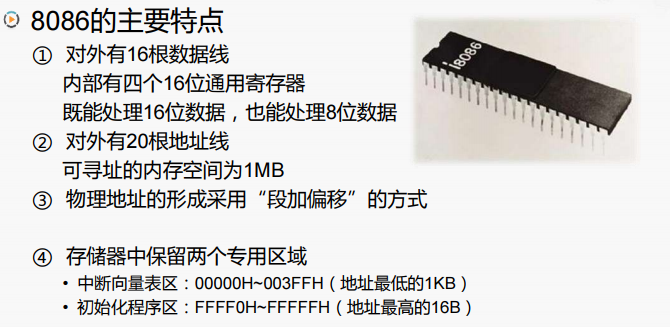 8086的主要特点
① 对外有16根数据线
内部有四个16位通用寄存器
既能处理16位数据，也能处理8位数据
② 对外有20根地址线
可寻址的内存空间为1MB
③ 物理地址的形成采用“段加偏移”的方式
④ 存储器中保留两个专用区域
• 中断向量表区：00000H~003FFH（地址最低的1KB）
• 初始化程序区：FFFF0H~FFFFFH（地址最高的16B）
i8086